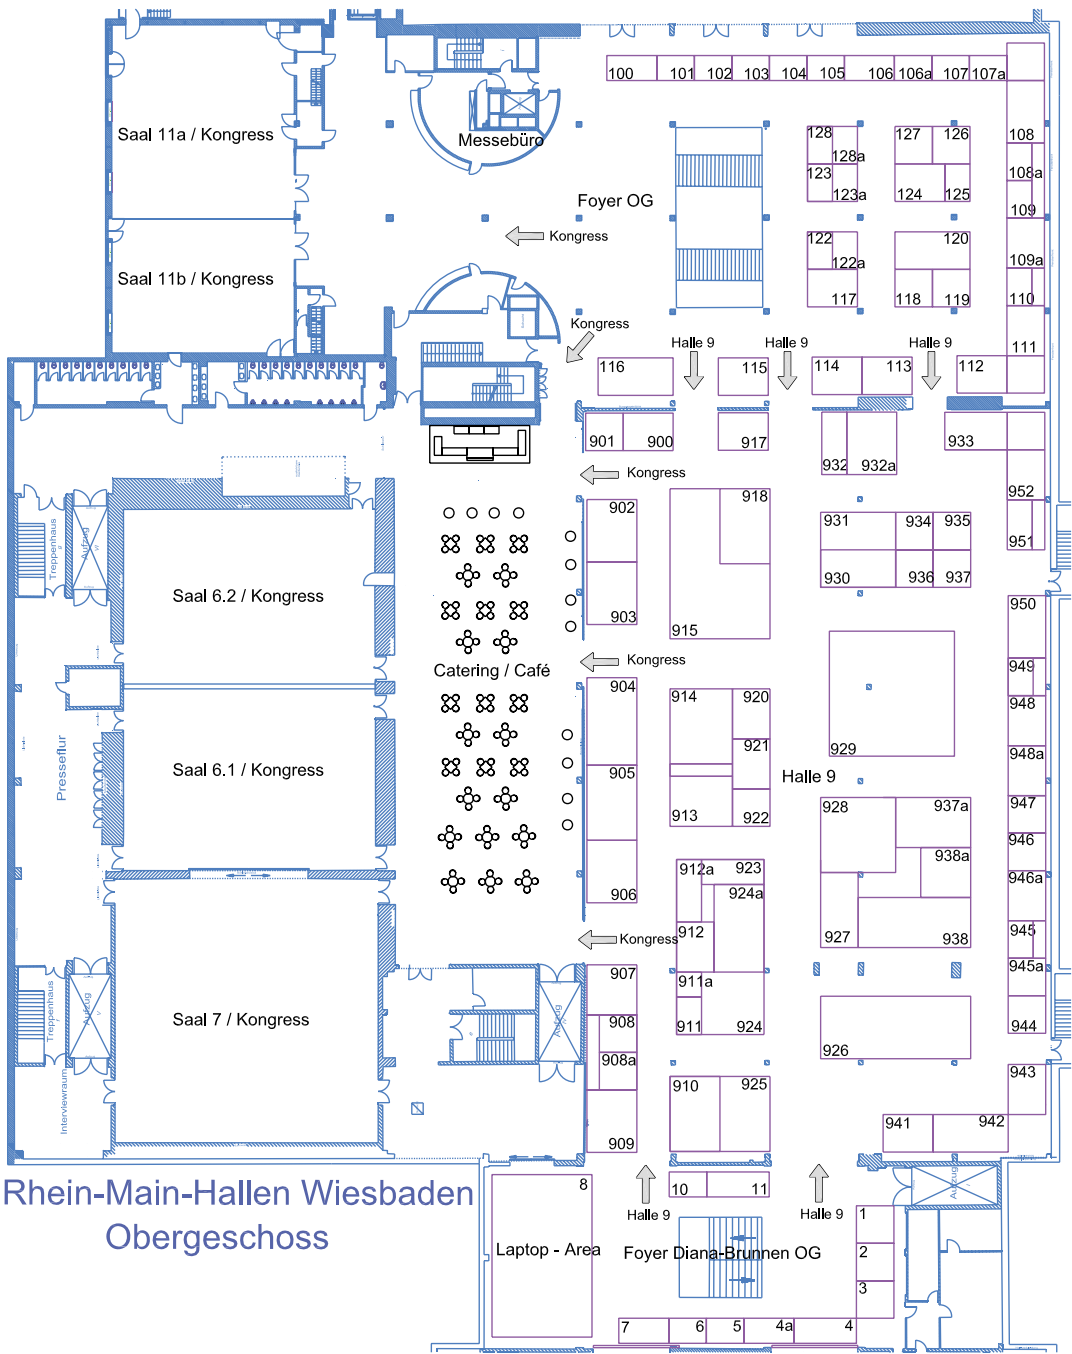 100 101 102 103 104 105 106 106a 107 107a
Saal 11a / Kongress
Messebüro
128 127 126 108
128a
123 108a
123a 124 125
Foyer OG
109
Kongress
122 120
109a
122a
Saal 11b / Kongress
117 118 119 110
Kongress
Halle 9 Halle 9 Halle 9
111
116 115 114 113 112
901 900 917 932 932a 933
Kongress
952
902 918
931 934 935
951
Treppenhaus
Aufzug
930 936 937
Saal 6.2 / Kongress
950
903 915
Kongress
949
Catering / Café
904 914 920
948
921
929
948a
Presseflur
Saal 6.1 / Kongress
905
Halle 9
928 937a 947
913 922
946
938a
912a 923
946a
906 924a
912 927 938 945
Kongress
945a
907 911a
Treppenhaus
Aufzug
Aufzug
Saal 7 / Kongress
908 911 924 944
926
908a
943
Interviewraum
910 925
941 942
909
8 10 11
Aufzug
Rhein-Main-Hallen Wiesbaden
Obergeschoss
Halle 9 Halle 9
1
Laptop - Area
Foyer Diana-Brunnen OG
2
3
7 6 5 4a 4